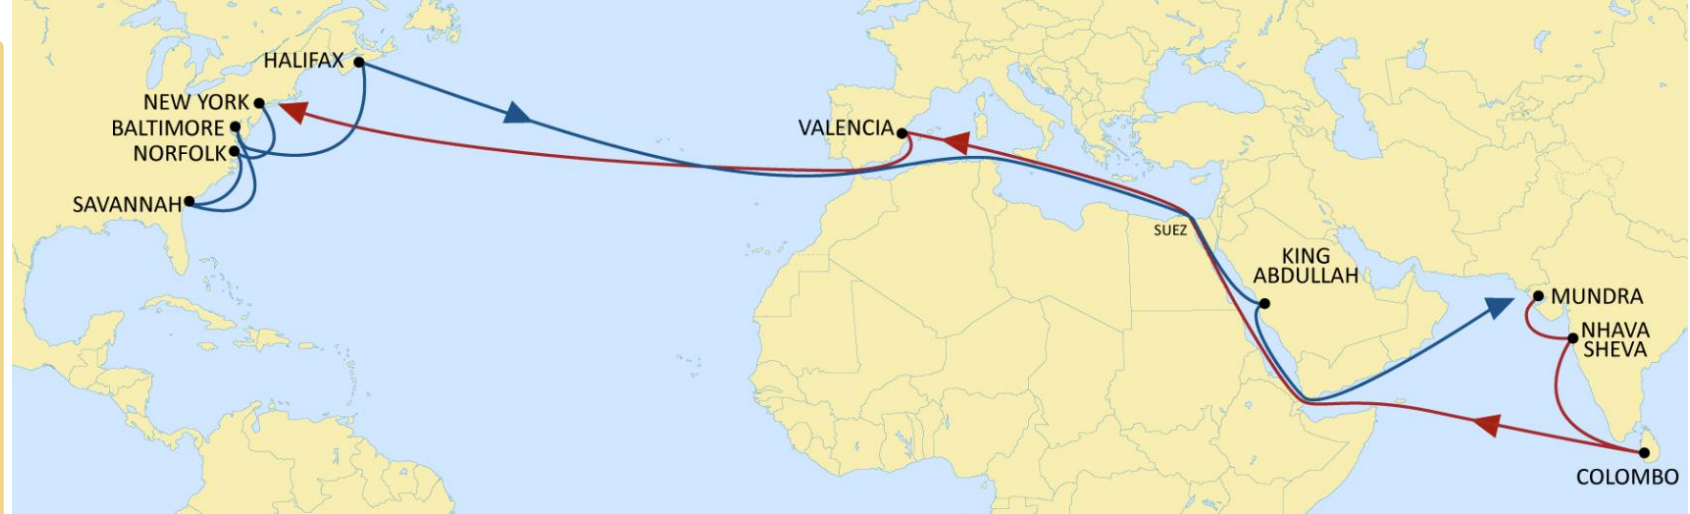 HALIFAX
NEW YORK
BALTIMORE
NORFOLK
SAVANNAH
VALENCIA
SUEZ
KING
ABDULLAH
MUNDRA
NHAVA
SHEVA
COLOMBO